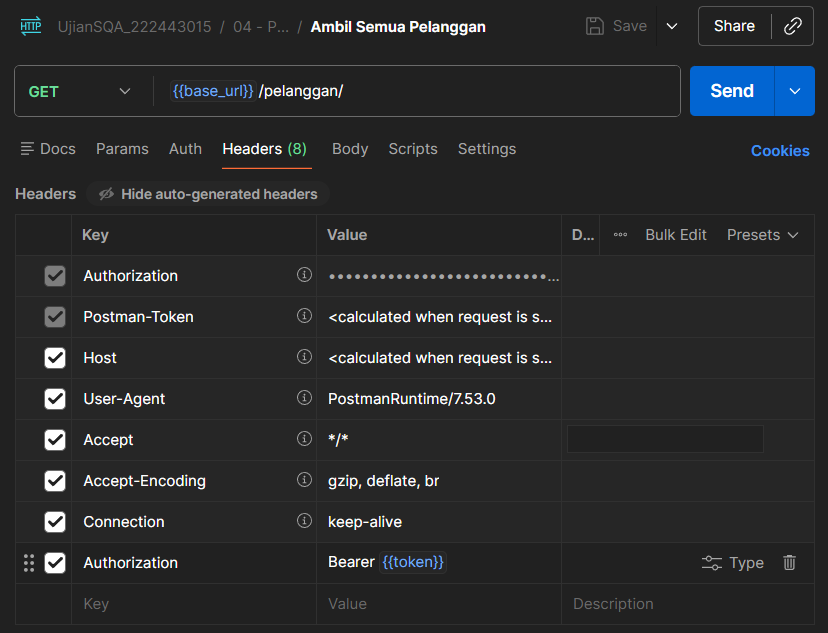 HTTP UjianSQA_222443015 / 04 - P... / Ambil Semua Pelanggan Save Share
GET {{base_url}} /pelanggan/ Send
Docs Params Auth Headers (8) Body Scripts Settings Cookies
Headers Hide auto-generated headers
Key Value D... Bulk Edit Presets
Authorization ••••••••••••••••••••••••••...
Postman-Token <calculated when request is s...
Host <calculated when request is s...
User-Agent PostmanRuntime/7.53.0
Accept */*
Accept-Encoding gzip, deflate, br
Connection keep-alive
Authorization Bearer {{token}} Type
Key Value Description